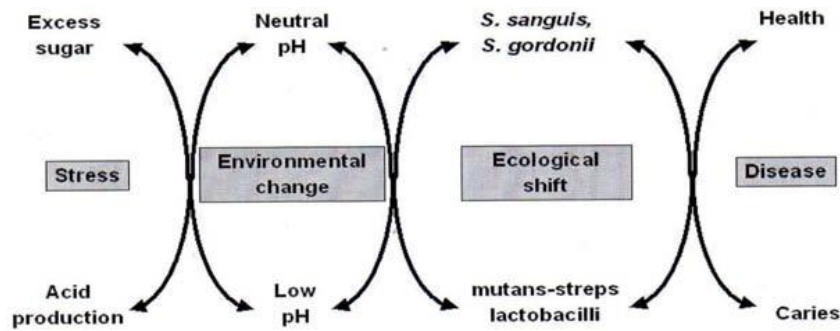 Excess
sugar
Neutral
pH
S. sanguis,
S. gordonii
Health
Stress
Environmental
change
Ecological
shift
Disease
Acid
production
Low
pH
mutans-streps
lactobacilli
Caries